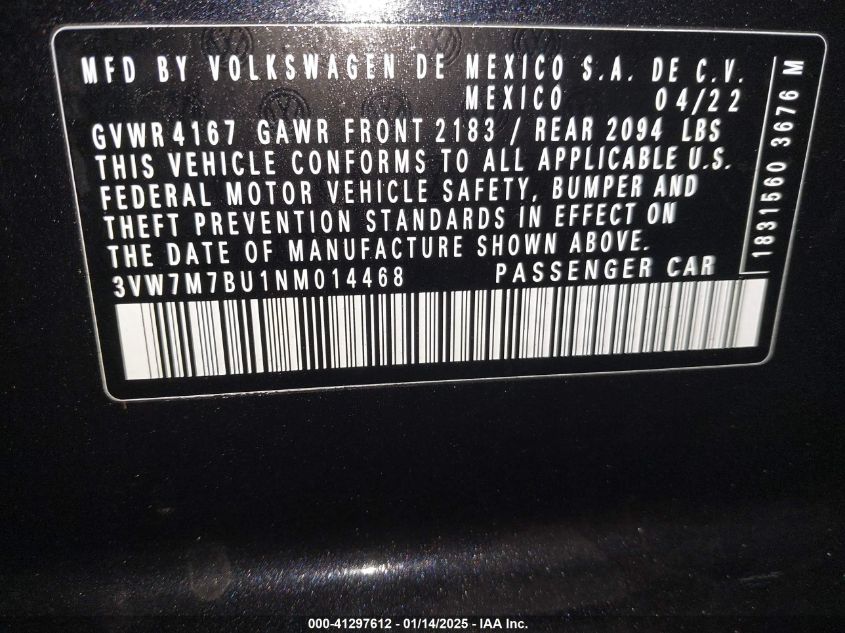 MFD BY VOLKSWAGEN DE MEXICO S.A. DE C.V.
MEXICO 04/22
GVWR 4167 GAWR FRONT 2183 / REAR 2094 LBS
THIS VEHICLE CONFORMS TO ALL APPLICABLE U.S.
FEDERAL MOTOR VEHICLE SAFETY, BUMPER AND
THEFT PREVENTION STANDARDS IN EFFECT ON
THE DATE OF MANUFACTURE SHOWN ABOVE.
3VW7M7BU1NM014468 PASSENGER CAR
1831560 3676 M
000-41297612 - 01/14/2025 - IAA Inc.